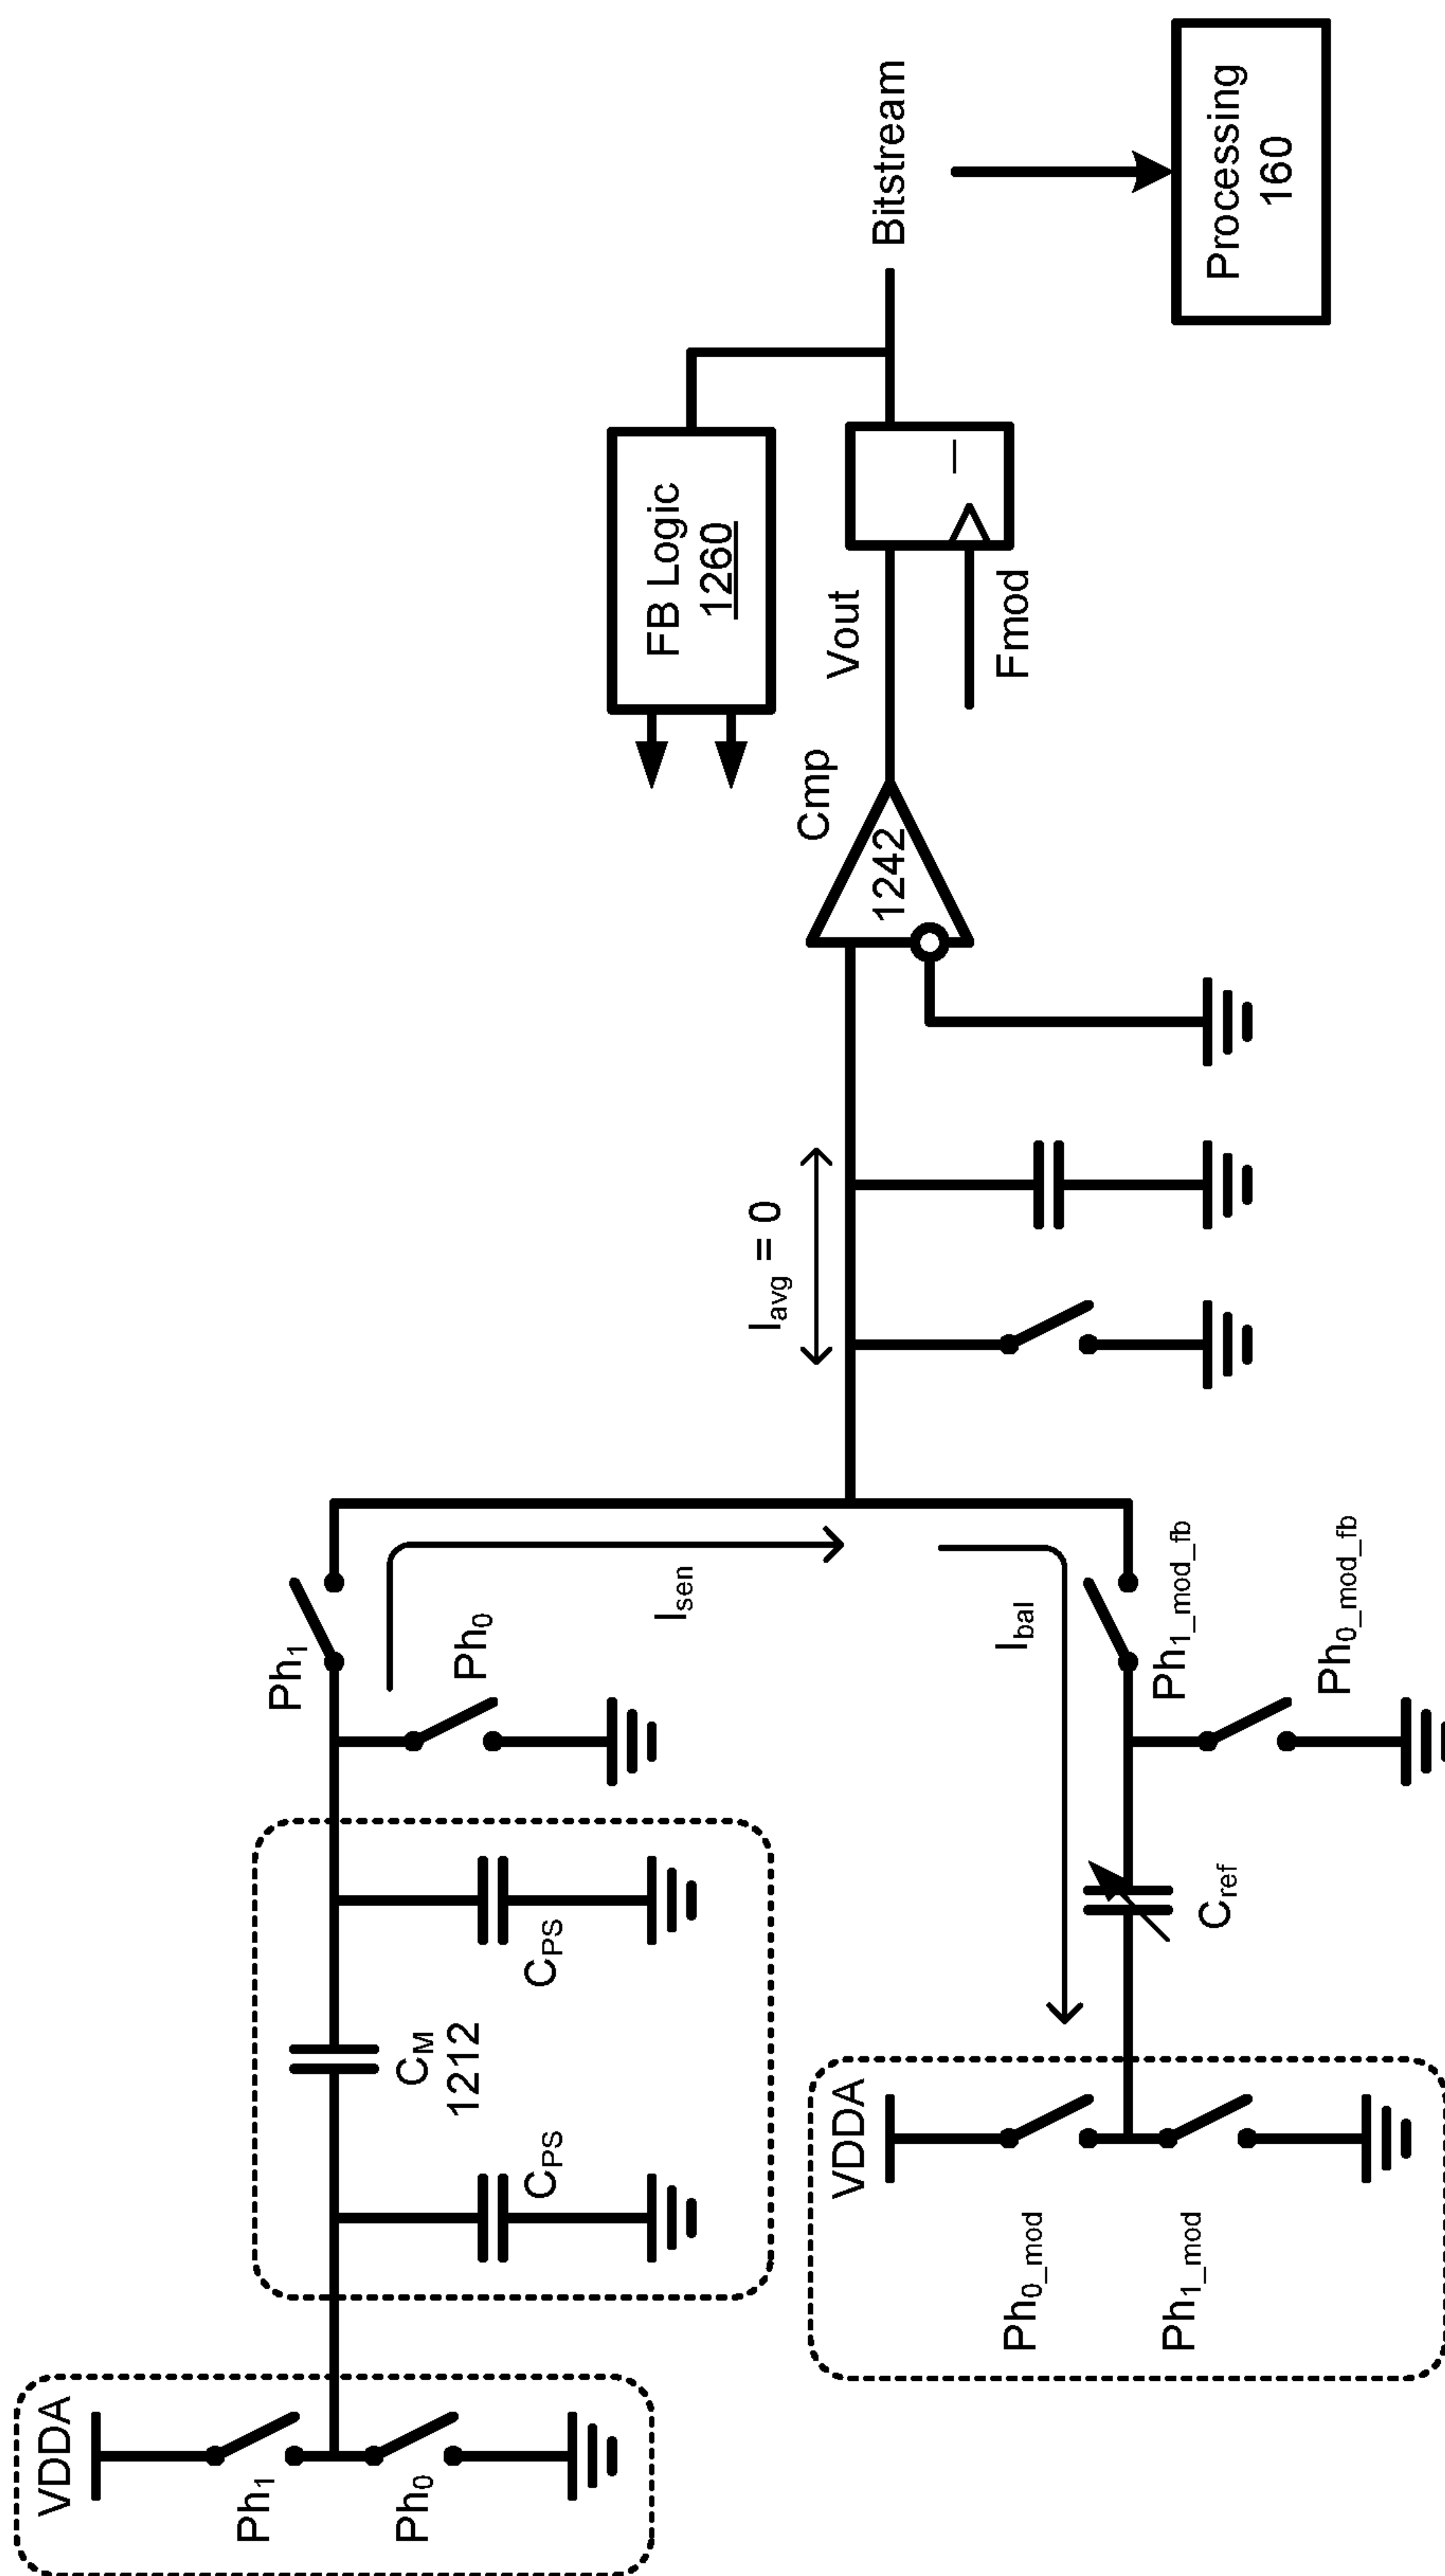 VDDA
Ph1
Ph0
CPS
CM
1212
CPS
Ph1
Ph0
Isen
Iavg = 0
Cmp
1242
Vout
Fmod
FB Logic
1260
Bitstream
Processing
160
VDDA
Ph0_mod
Ph1_mod
Cref
Ibal
Ph1_mod_fb
Ph0_mod_fb